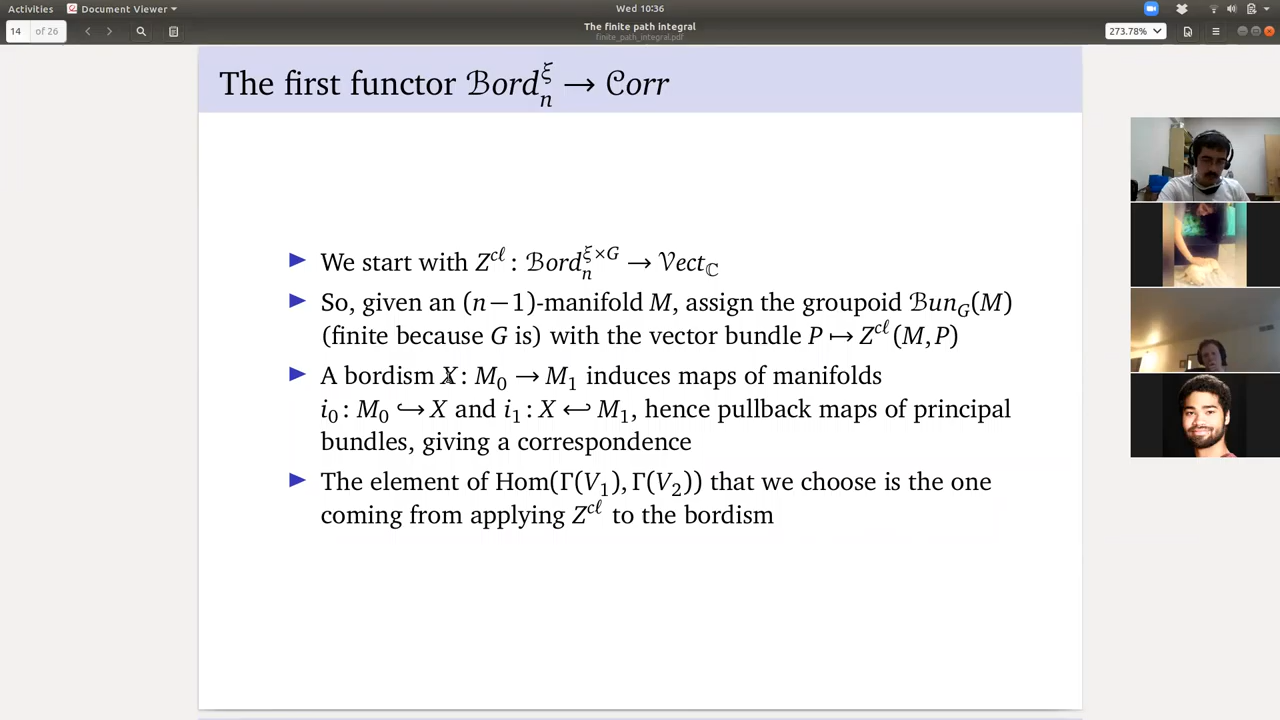 Activities Document Viewer Wed 10:36
14 of 26 The finite path integral 273.78%
finite_path_integral.pdf
The first functor ℬord_n^ξ → 𝒞orr
We start with Z^{cℓ} : ℬord_n^{ξ×G} → 𝒱ect_ℂ
So, given an (n−1)-manifold M, assign the groupoid ℬun_G(M)
(finite because G is) with the vector bundle P ↦ Z^{cℓ}(M, P)
A bordism X : M_0 → M_1 induces maps of manifolds
i_0 : M_0 ↪ X and i_1 : X ↩ M_1, hence pullback maps of principal
bundles, giving a correspondence
The element of Hom(Γ(V_1), Γ(V_2)) that we choose is the one
coming from applying Z^{cℓ} to the bordism